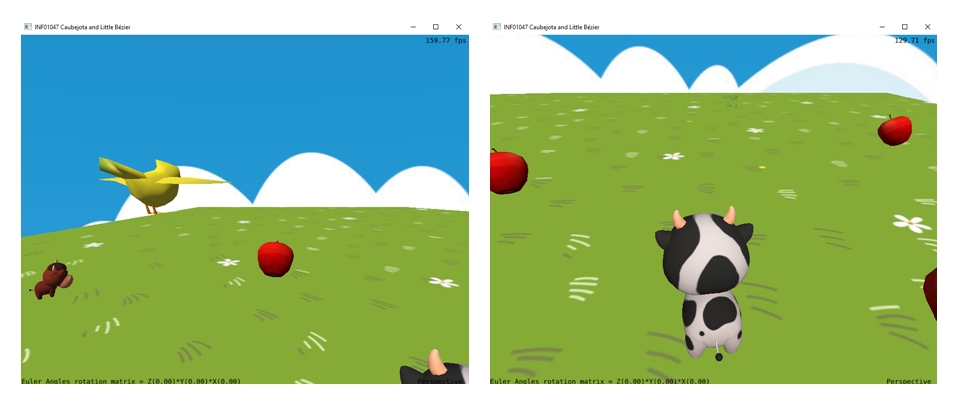 INF01047 Caubejota and Little Bézier
159.77 fps
Euler Angles rotation matrix = Z(0.00)*Y(0.00)*X(0.00)
Perspective
INF01047 Caubejota and Little Bézier
129.71 fps
Euler Angles rotation matrix = Z(0.00)*Y(0.00)*X(0.00)
Perspective